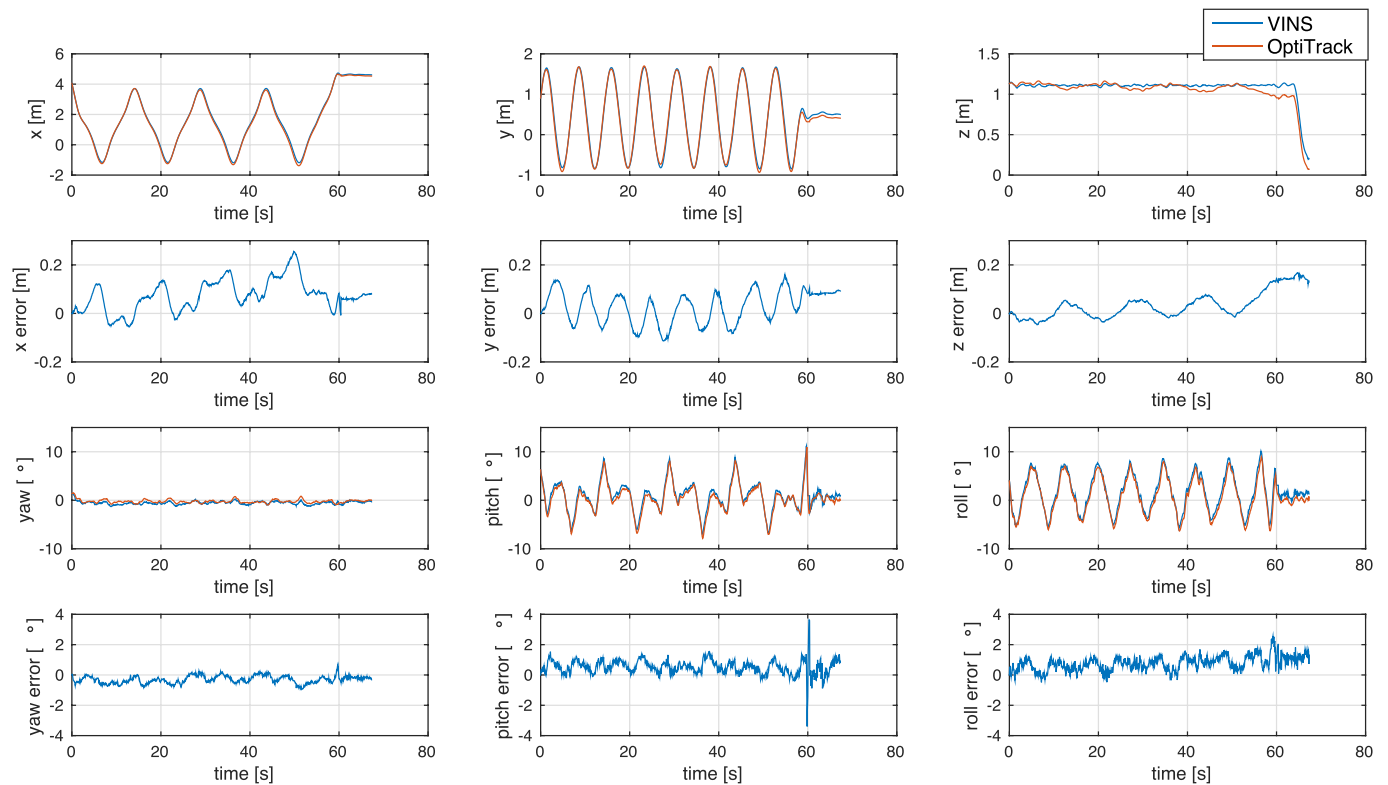 VINS
OptiTrack
6
4
2
0
-2
x [m]
0 20 40 60 80
time [s]
2
1
0
-1
y [m]
0 20 40 60 80
time [s]
1.5
1
0.5
0
z [m]
0 20 40 60 80
time [s]
0.2
0
-0.2
x error [m]
0 20 40 60 80
time [s]
0.2
0
-0.2
y error [m]
0 20 40 60 80
time [s]
0.2
0
-0.2
z error [m]
0 20 40 60 80
time [s]
10
0
-10
yaw [ °]
0 20 40 60 80
time [s]
10
0
-10
pitch [ °]
0 20 40 60 80
time [s]
10
0
-10
roll [ °]
0 20 40 60 80
time [s]
4
2
0
-2
-4
yaw error [ °]
0 20 40 60 80
time [s]
4
2
0
-2
-4
pitch error [ °]
0 20 40 60 80
time [s]
4
2
0
-2
-4
roll error [ °]
0 20 40 60 80
time [s]